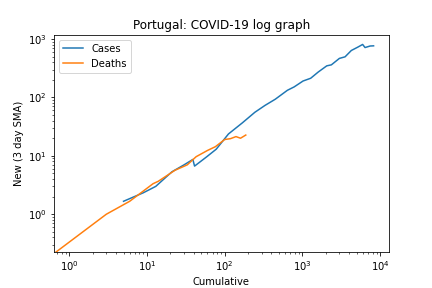 Portugal: COVID-19 log graph
Cases
Deaths
New (3 day SMA)
10³
10²
10¹
10⁰
10⁰ 10¹ 10² 10³ 10⁴
Cumulative